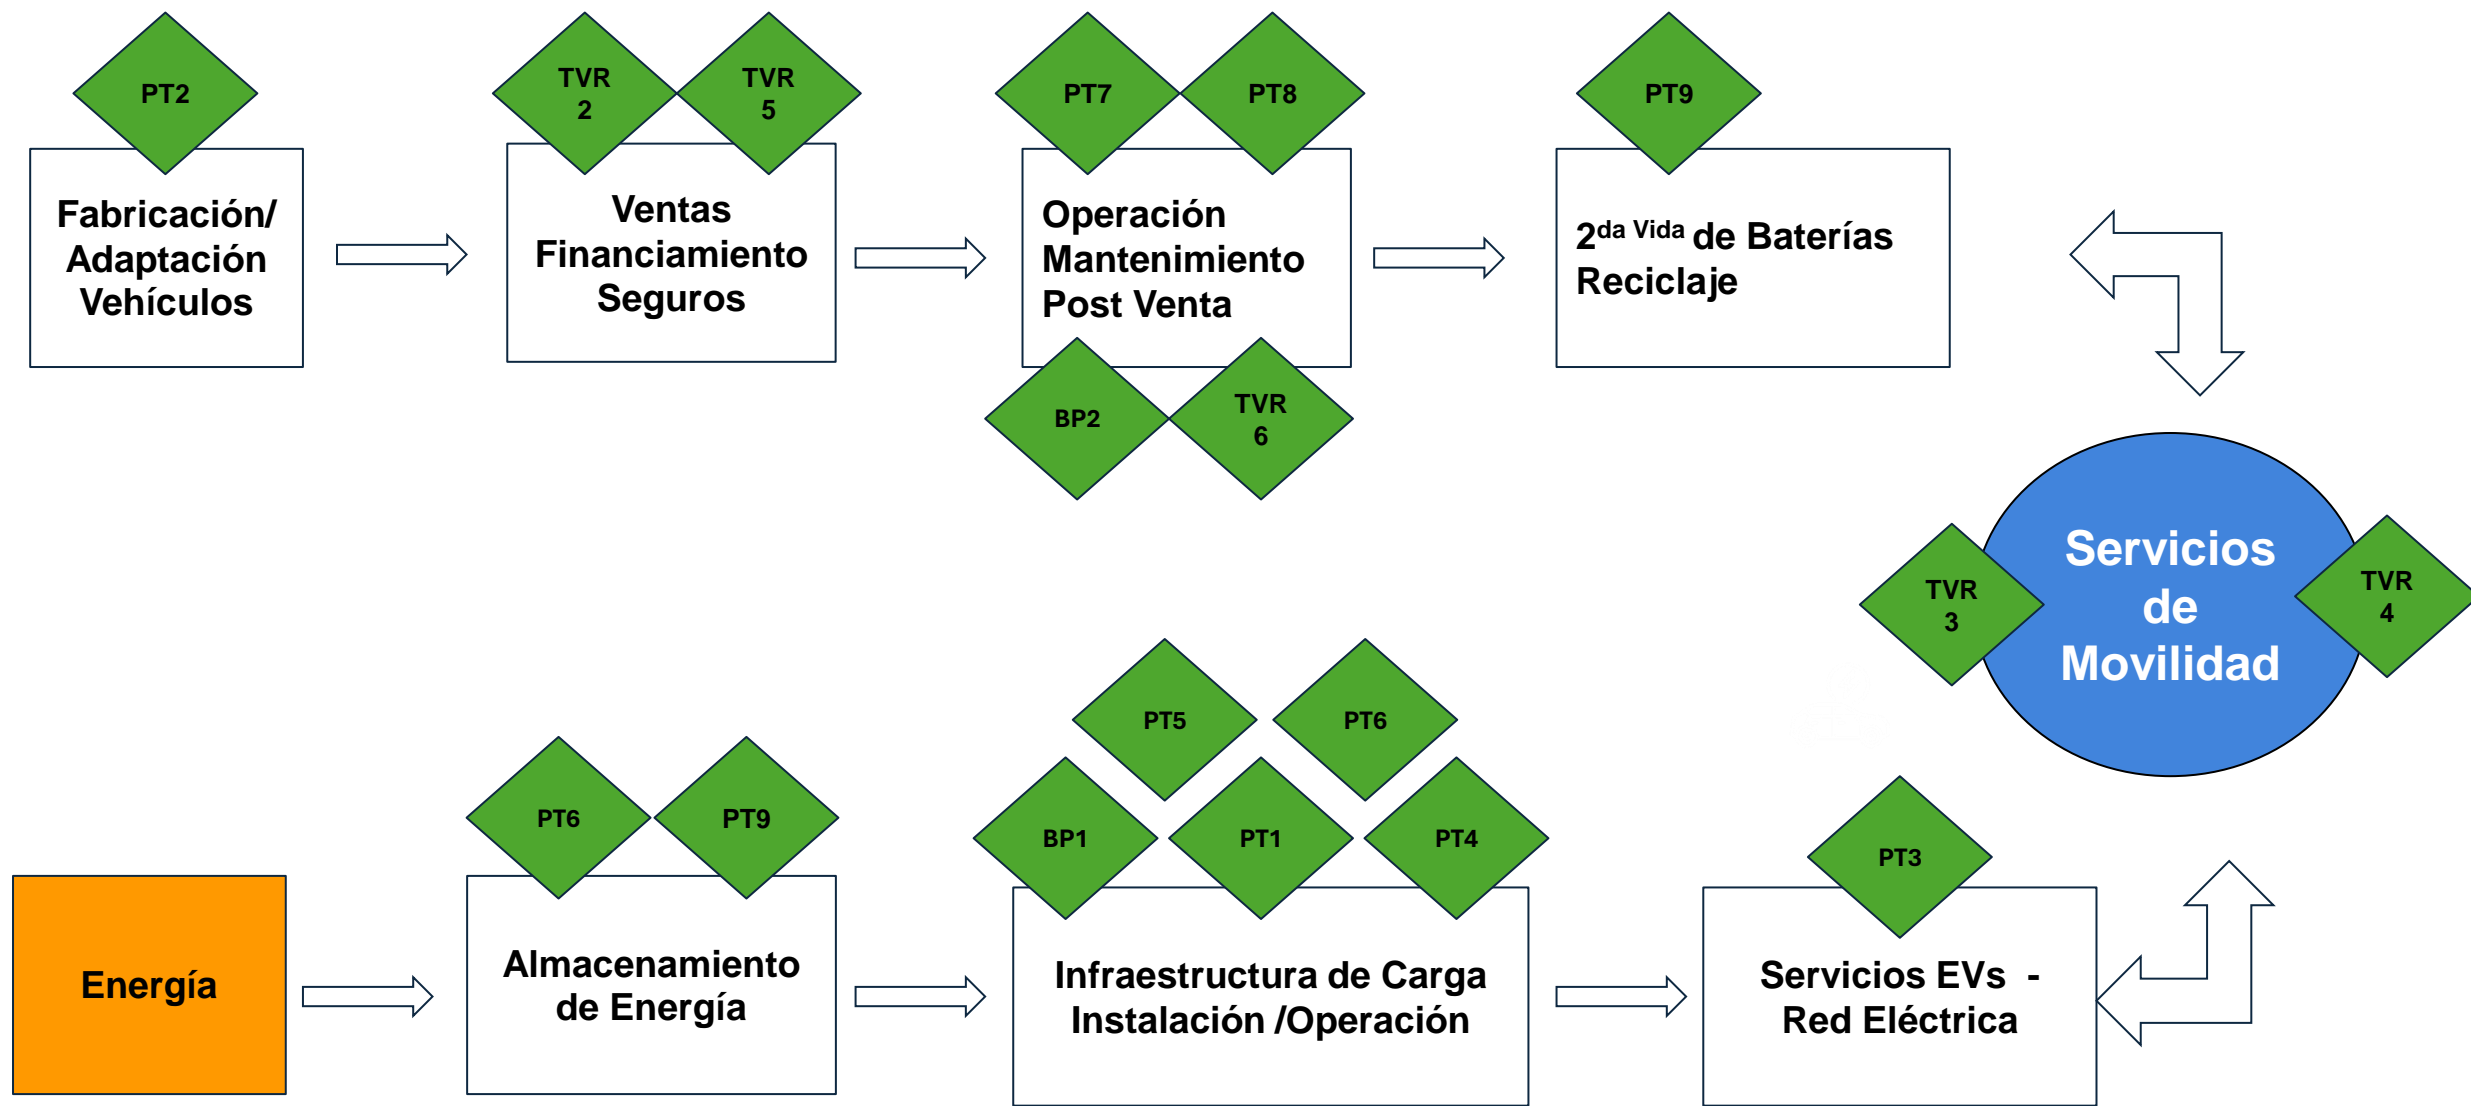 PT2
TVR
2
TVR
5
PT7
PT8
PT9
Fabricación/
Adaptación
Vehículos
Ventas
Financiamiento
Seguros
Operación
Mantenimiento
Post Venta
2da Vida de Baterías
Reciclaje
BP2
TVR
6
Servicios
de
Movilidad
TVR
3
TVR
4
PT5
PT6
PT6
PT9
BP1
PT1
PT4
PT3
Energía
Almacenamiento
de Energía
Infraestructura de Carga
Instalación /Operación
Servicios EVs -
Red Eléctrica